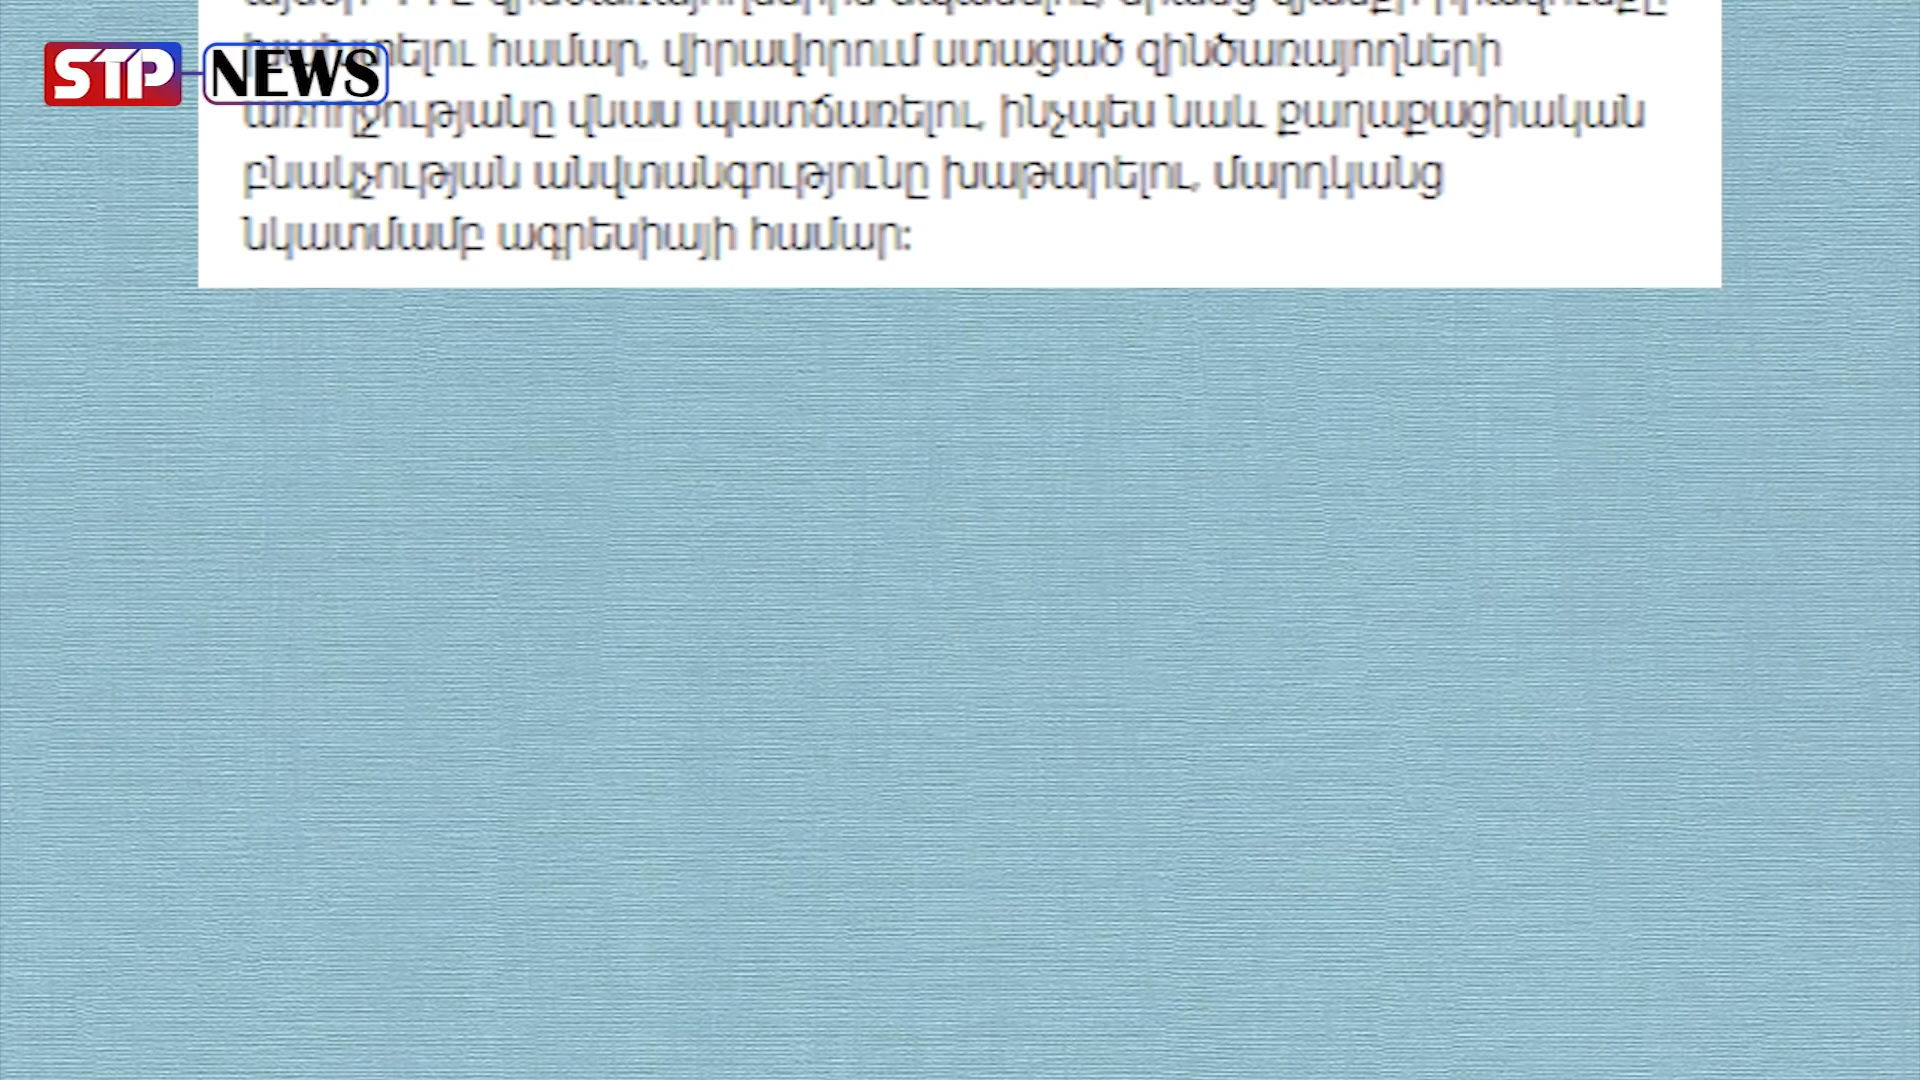 STP NEWS
համար, վիրավորում ստացած զինծառայողների
առողջությանը վնաս պատճառելու, ինչպես նաև քաղաքացիական
բնակչության անվտանգությունը խաթարելու, մարդկանց
նկատմամբ ագրեսիայի համար: